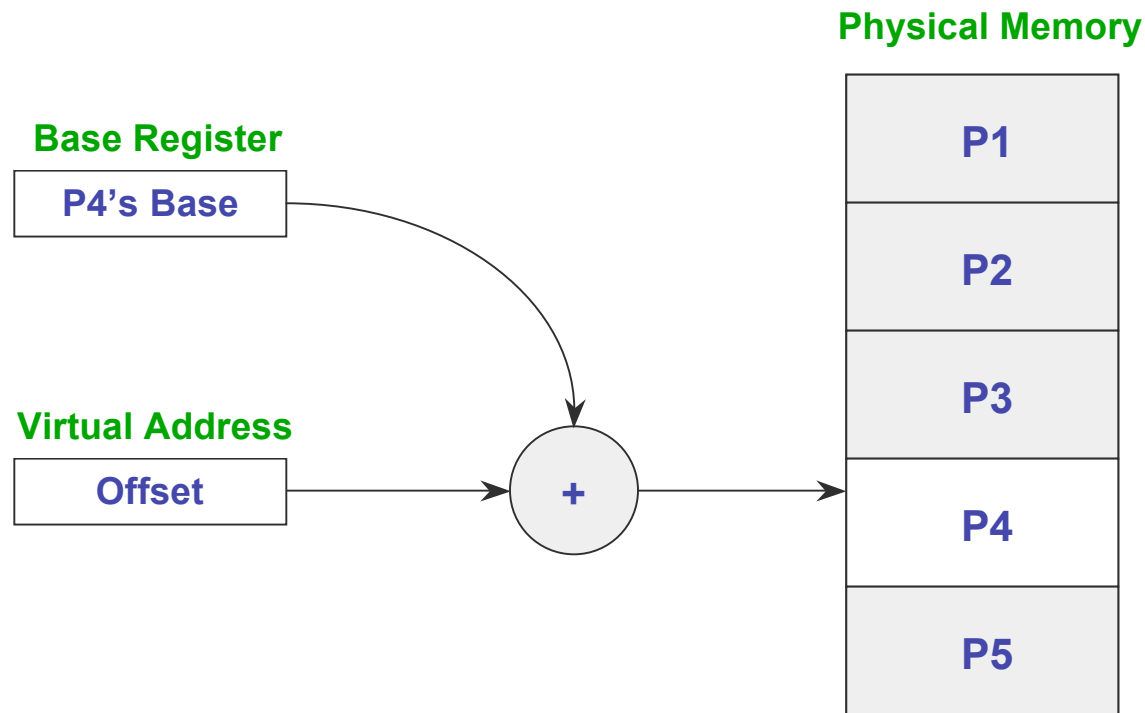 Physical Memory
Base Register
P4’s Base
Virtual Address
Offset
+
P1
P2
P3
P4
P5